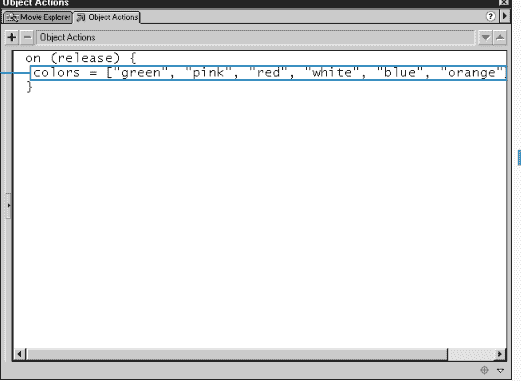 Object Actions
Movie Explorer Object Actions ?
+ − Object Actions
on (release) {
colors = ["green", "pink", "red", "white", "blue", "orange"
}